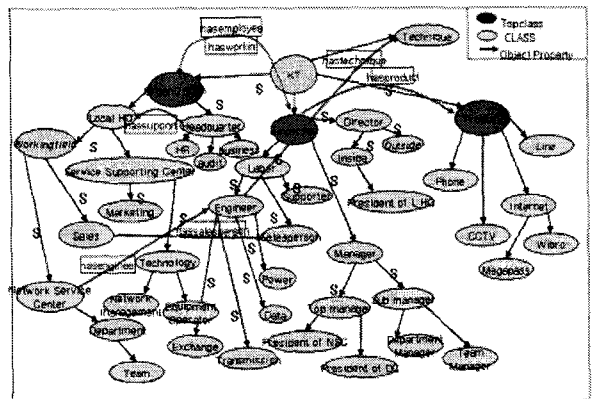 Topclass
CLASS
Object Property
hasemployee
hasworkin
Technique
hastechnique
KT
hasproduct
Local HQ
hassupport
Headquarter
Director
Workingfield
HR
audit
Business
Inside
Outside
Line
Service Supporting Center
Labor
Supporter
Phone
President of L_HQ
Marketing
Engineer
Internet
Sales
hassalesperson
Salesperson
CCTV
Wibro
Manager
hasengineer
Technology
Power
Megapass
Network Service
Center
Network
management
Equipment
operator
Data
Top manager
Sub manager
Department
Exchange
Transmission
President of NSC
Department
Manager
Team
President of
Team
Manager